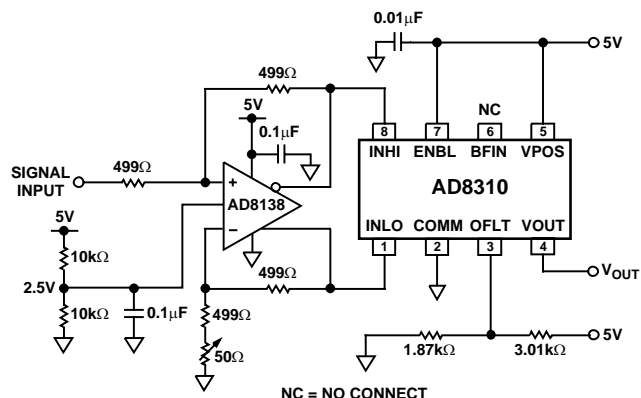 0.01μF
5V
499Ω
5V
0.1μF
NC
8 7 6 5
INHI ENBL BFIN VPOS
SIGNAL
INPUT
499Ω
+
AD8138
−
AD8310
5V
10kΩ
2.5V
10kΩ
0.1μF
INLO COMM OFLT VOUT
1 2 3 4
499Ω
499Ω
50Ω
VOUT
1.87kΩ
3.01kΩ
5V
NC = NO CONNECT